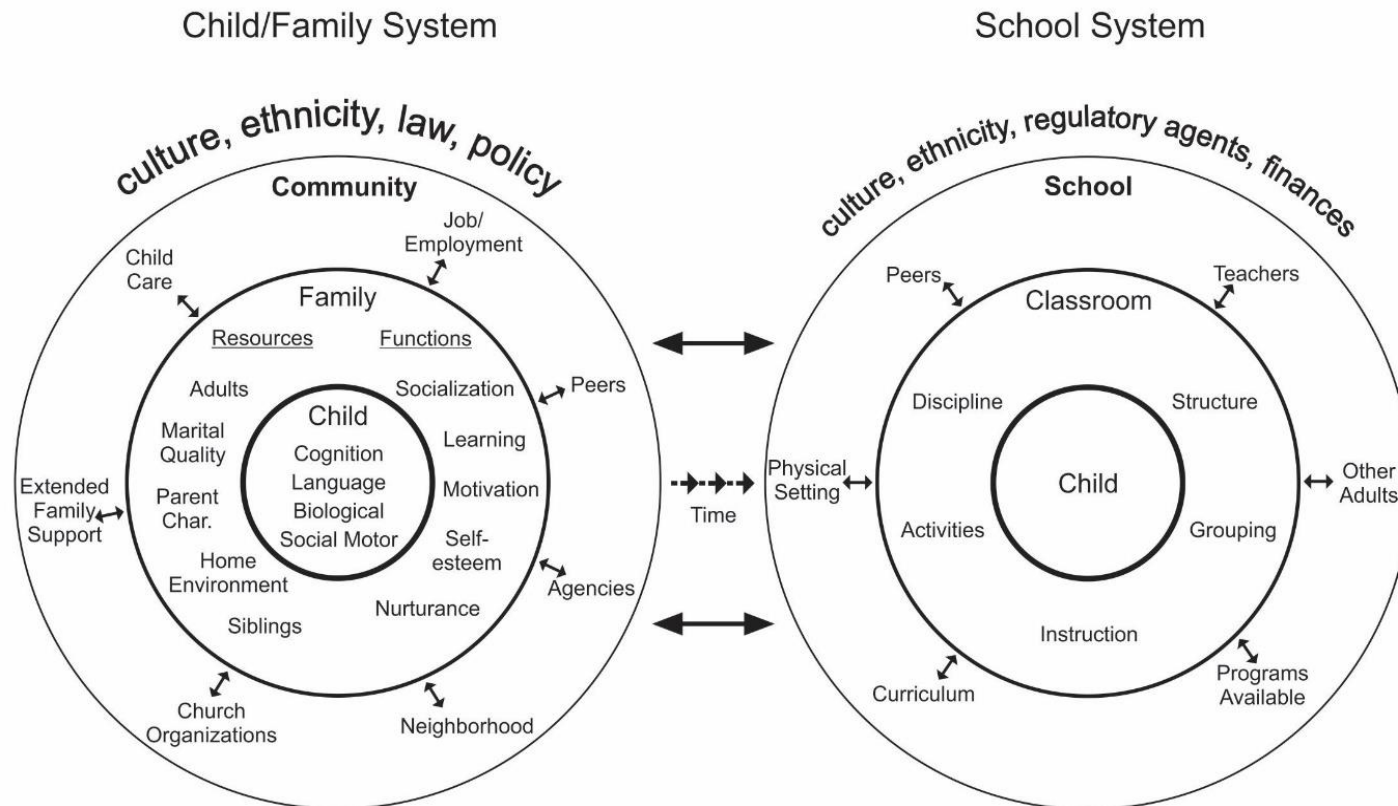 Child/Family System
School System
culture, ethnicity, law, policy
Community
Job/
Employment
Child
Care
Family
Resources
Functions
Adults
Socialization
Peers
Marital
Quality
Learning
Child
Cognition
Language
Biological
Social Motor
Extended
Family
Support
Parent
Char.
Motivation
Home
Environment
Self-
esteem
Agencies
Siblings
Nurturance
Church
Organizations
Neighborhood
Time
culture, ethnicity, regulatory agents, finances
School
Peers
Teachers
Classroom
Discipline
Structure
Physical
Setting
Child
Other
Adults
Activities
Grouping
Instruction
Curriculum
Programs
Available